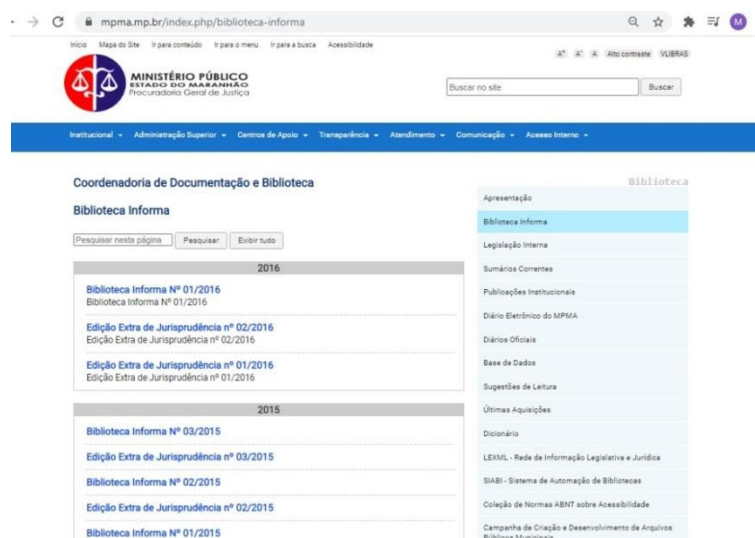 mpma.mp.br/index.php/biblioteca-informa
M
Início Mapa do Site Ir para conteúdo Ir para o menu Ir para a busca Acessibilidade
A+ A- A Alto contraste VLIBRAS
MINISTÉRIO PÚBLICO
ESTADO DO MARANHÃO
Procuradoria Geral de Justiça
Buscar no site Buscar
Institucional Administração Superior Centros de Apoio Transparência Atendimento Comunicação Acesso Interno
Coordenadoria de Documentação e Biblioteca
Biblioteca Informa
Pesquisar nesta página Pesquisar Exibir tudo
2016
Biblioteca Informa Nº 01/2016
Biblioteca Informa Nº 01/2016
Edição Extra de Jurisprudência nº 02/2016
Edição Extra de Jurisprudência nº 02/2016
Edição Extra de Jurisprudência nº 01/2016
Edição Extra de Jurisprudência nº 01/2016
2015
Biblioteca Informa Nº 03/2015
Edição Extra de Jurisprudência nº 03/2015
Biblioteca Informa Nº 02/2015
Edição Extra de Jurisprudência nº 02/2015
Biblioteca Informa Nº 01/2015
Biblioteca
Apresentação
Biblioteca Informa
Legislação Interna
Sumários Correntes
Publicações Institucionais
Diário Eletrônico do MPMA
Diários Oficiais
Base de Dados
Sugestões de Leitura
Últimas Aquisições
Dicionário
LEXML - Rede de Informação Legislativa e Jurídica
SIABI - Sistema de Automação de Bibliotecas
Coleção de Normas ABNT sobre Acessibilidade
Campanha de Criação e Desenvolvimento de Arquivos
Públicos Municipais